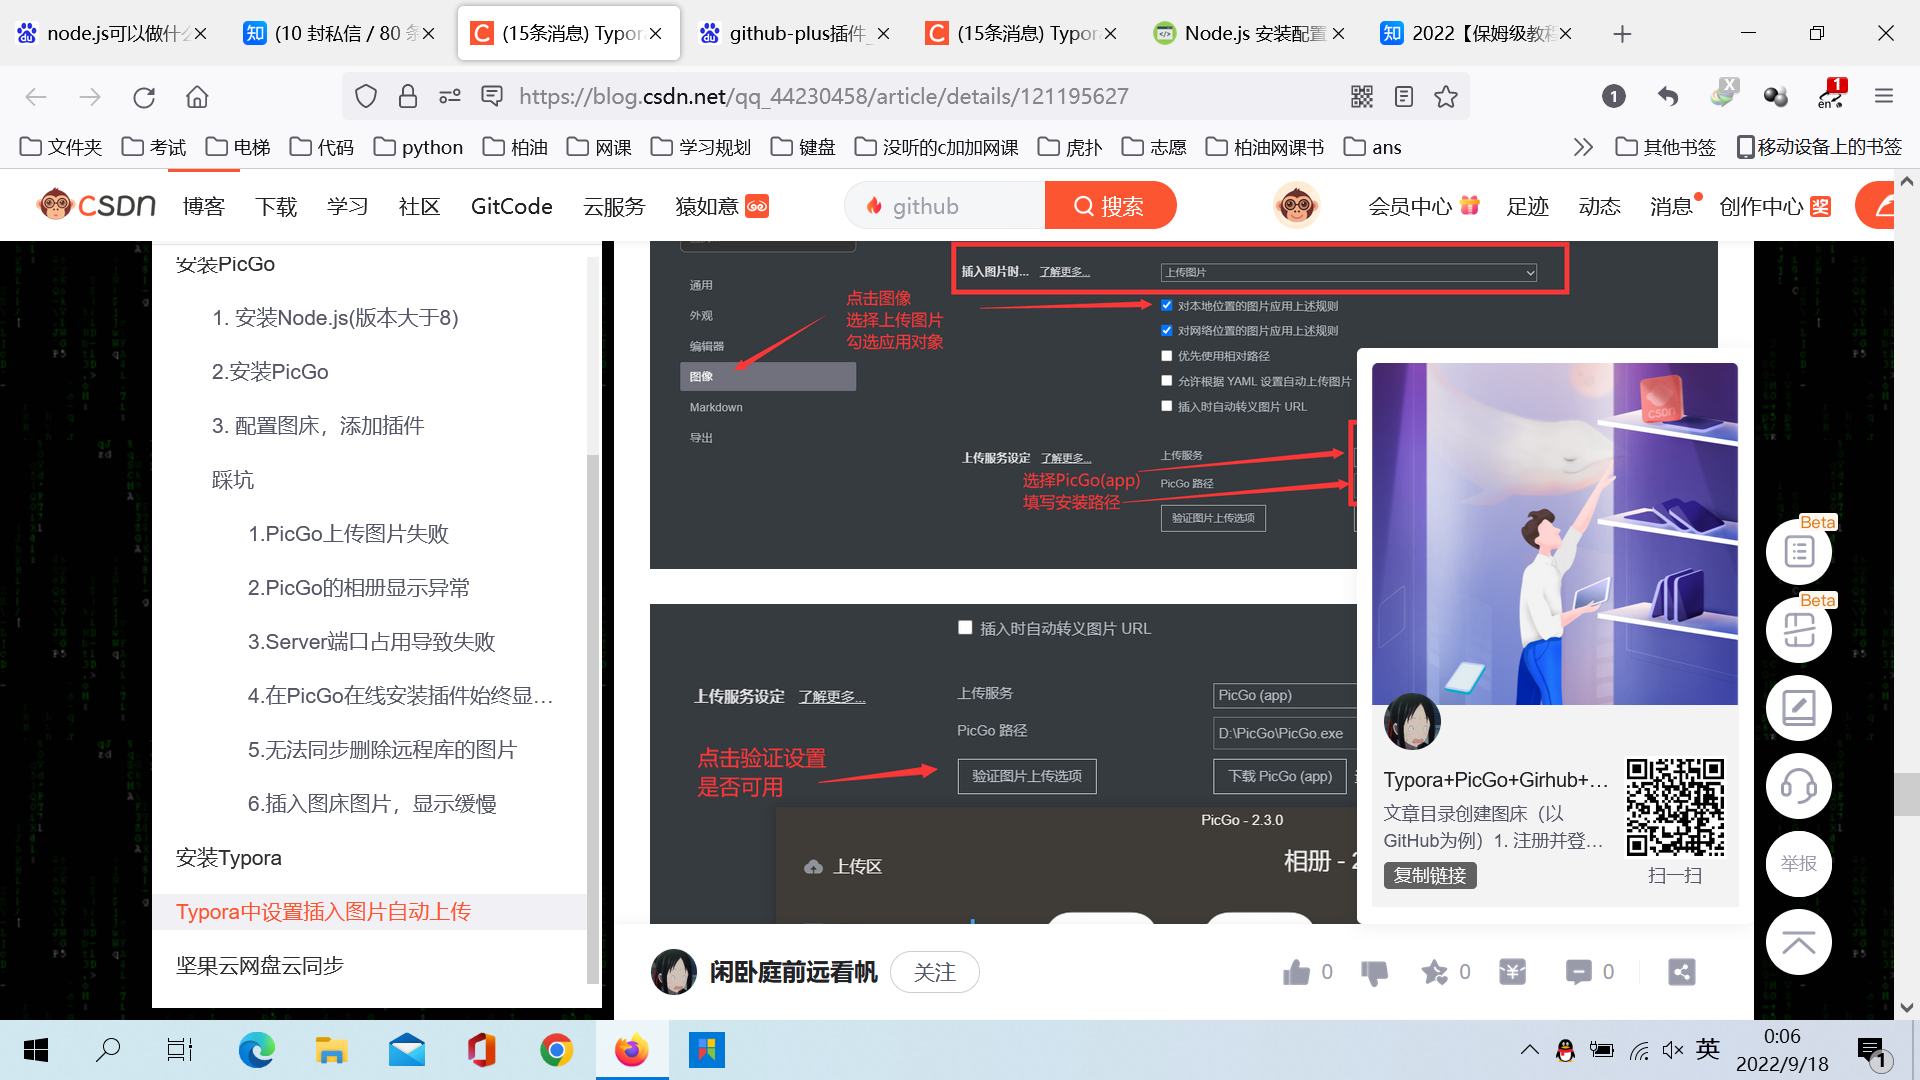 node.js可以做什么
(10 封私信 / 80 条
(15条消息) Typor
github-plus插件_
(15条消息) Typor
Node.js 安装配置
2022【保姆级教程
https://blog.csdn.net/qq_44230458/article/details/121195627
1
X
en
1
文件夹
考试
电梯
代码
python
柏油
网课
学习规划
键盘
没听的c加加网课
虎扑
志愿
柏油网课书
ans
其他书签
移动设备上的书签
CSDN
博客
下载
学习
社区
GitCode
云服务
猿如意
github
搜索
会员中心
足迹
动态
消息
创作中心
奖
安装PicGo
1. 安装Node.js(版本大于8)
2.安装PicGo
3. 配置图床，添加插件
踩坑
1.PicGo上传图片失败
2.PicGo的相册显示异常
3.Server端口占用导致失败
4.在PicGo在线安装插件始终显…
5.无法同步删除远程库的图片
6.插入图床图片，显示缓慢
安装Typora
Typora中设置插入图片自动上传
坚果云网盘云同步
通用
外观
编辑器
图像
Markdown
导出
点击图像
选择上传图片
勾选应用对象
插入图片时... 了解更多...
上传图片
对本地位置的图片应用上述规则
对网络位置的图片应用上述规则
优先使用相对路径
允许根据 YAML 设置自动上传图片
插入时自动转义图片 URL
上传服务设定 了解更多...
上传服务
选择PicGo(app)
填写安装路径
PicGo 路径
验证图片上传选项
插入时自动转义图片 URL
上传服务设定 了解更多...
上传服务
PicGo (app)
PicGo 路径
D:\PicGo\PicGo.exe
点击验证设置
是否可用
验证图片上传选项
下载 PicGo (app)
PicGo - 2.3.0
上传区
相册 - 2
csdn
Typora+PicGo+Girhub+…
文章目录创建图床（以
GitHub为例）1. 注册并登…
复制链接
扫一扫
Beta
Beta
举报
闲卧庭前远看帆
关注
0
0
0
英
0:06
2022/9/18
1